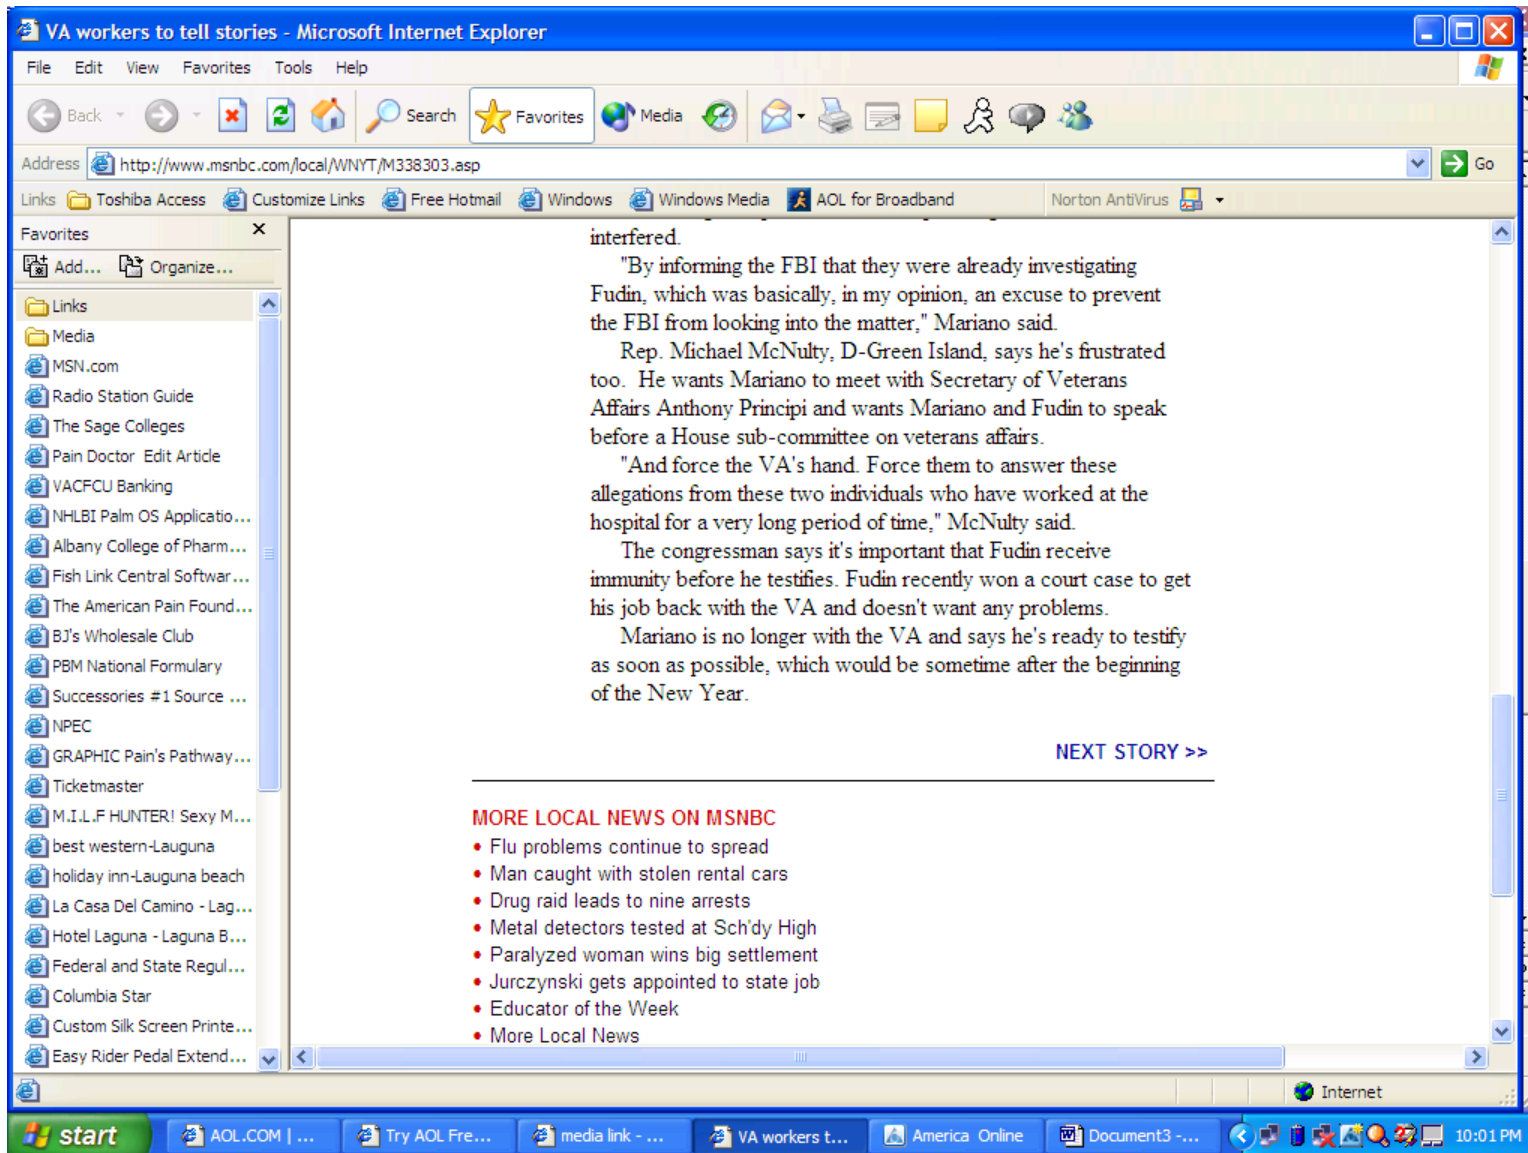 VA workers to tell stories - Microsoft Internet Explorer
File Edit View Favorites Tools Help
Back Search Favorites Media
Address http://www.msnbc.com/local/WNYT/M338303.asp Go
Links Toshiba Access Customize Links Free Hotmail Windows Windows Media AOL for Broadband Norton AntiVirus
Favorites
Add... Organize...
Links
Media
MSN.com
Radio Station Guide
The Sage Colleges
Pain Doctor Edit Article
VACFCU Banking
NHLBI Palm OS Applicatio...
Albany College of Pharm...
Fish Link Central Softwar...
The American Pain Found...
BJ's Wholesale Club
PBM National Formulary
Successories #1 Source ...
NPEC
GRAPHIC Pain's Pathway...
Ticketmaster
M.I.L.F HUNTER! Sexy M...
best western-Lauguna
holiday inn-Lauguna beach
La Casa Del Camino - Lag...
Hotel Laguna - Laguna B...
Federal and State Regul...
Columbia Star
Custom Silk Screen Printe...
Easy Rider Pedal Extend...
interfered.
"By informing the FBI that they were already investigating
Fudin, which was basically, in my opinion, an excuse to prevent
the FBI from looking into the matter," Mariano said.
Rep. Michael McNulty, D-Green Island, says he's frustrated
too. He wants Mariano to meet with Secretary of Veterans
Affairs Anthony Principi and wants Mariano and Fudin to speak
before a House sub-committee on veterans affairs.
"And force the VA's hand. Force them to answer these
allegations from these two individuals who have worked at the
hospital for a very long period of time," McNulty said.
The congressman says it's important that Fudin receive
immunity before he testifies. Fudin recently won a court case to get
his job back with the VA and doesn't want any problems.
Mariano is no longer with the VA and says he's ready to testify
as soon as possible, which would be sometime after the beginning
of the New Year.
NEXT STORY >>
MORE LOCAL NEWS ON MSNBC
• Flu problems continue to spread
• Man caught with stolen rental cars
• Drug raid leads to nine arrests
• Metal detectors tested at Sch'dy High
• Paralyzed woman wins big settlement
• Jurczynski gets appointed to state job
• Educator of the Week
• More Local News
Internet
start AOL.COM | ... Try AOL Fre... media link - ... VA workers t... America Online Document3 -... 10:01 PM